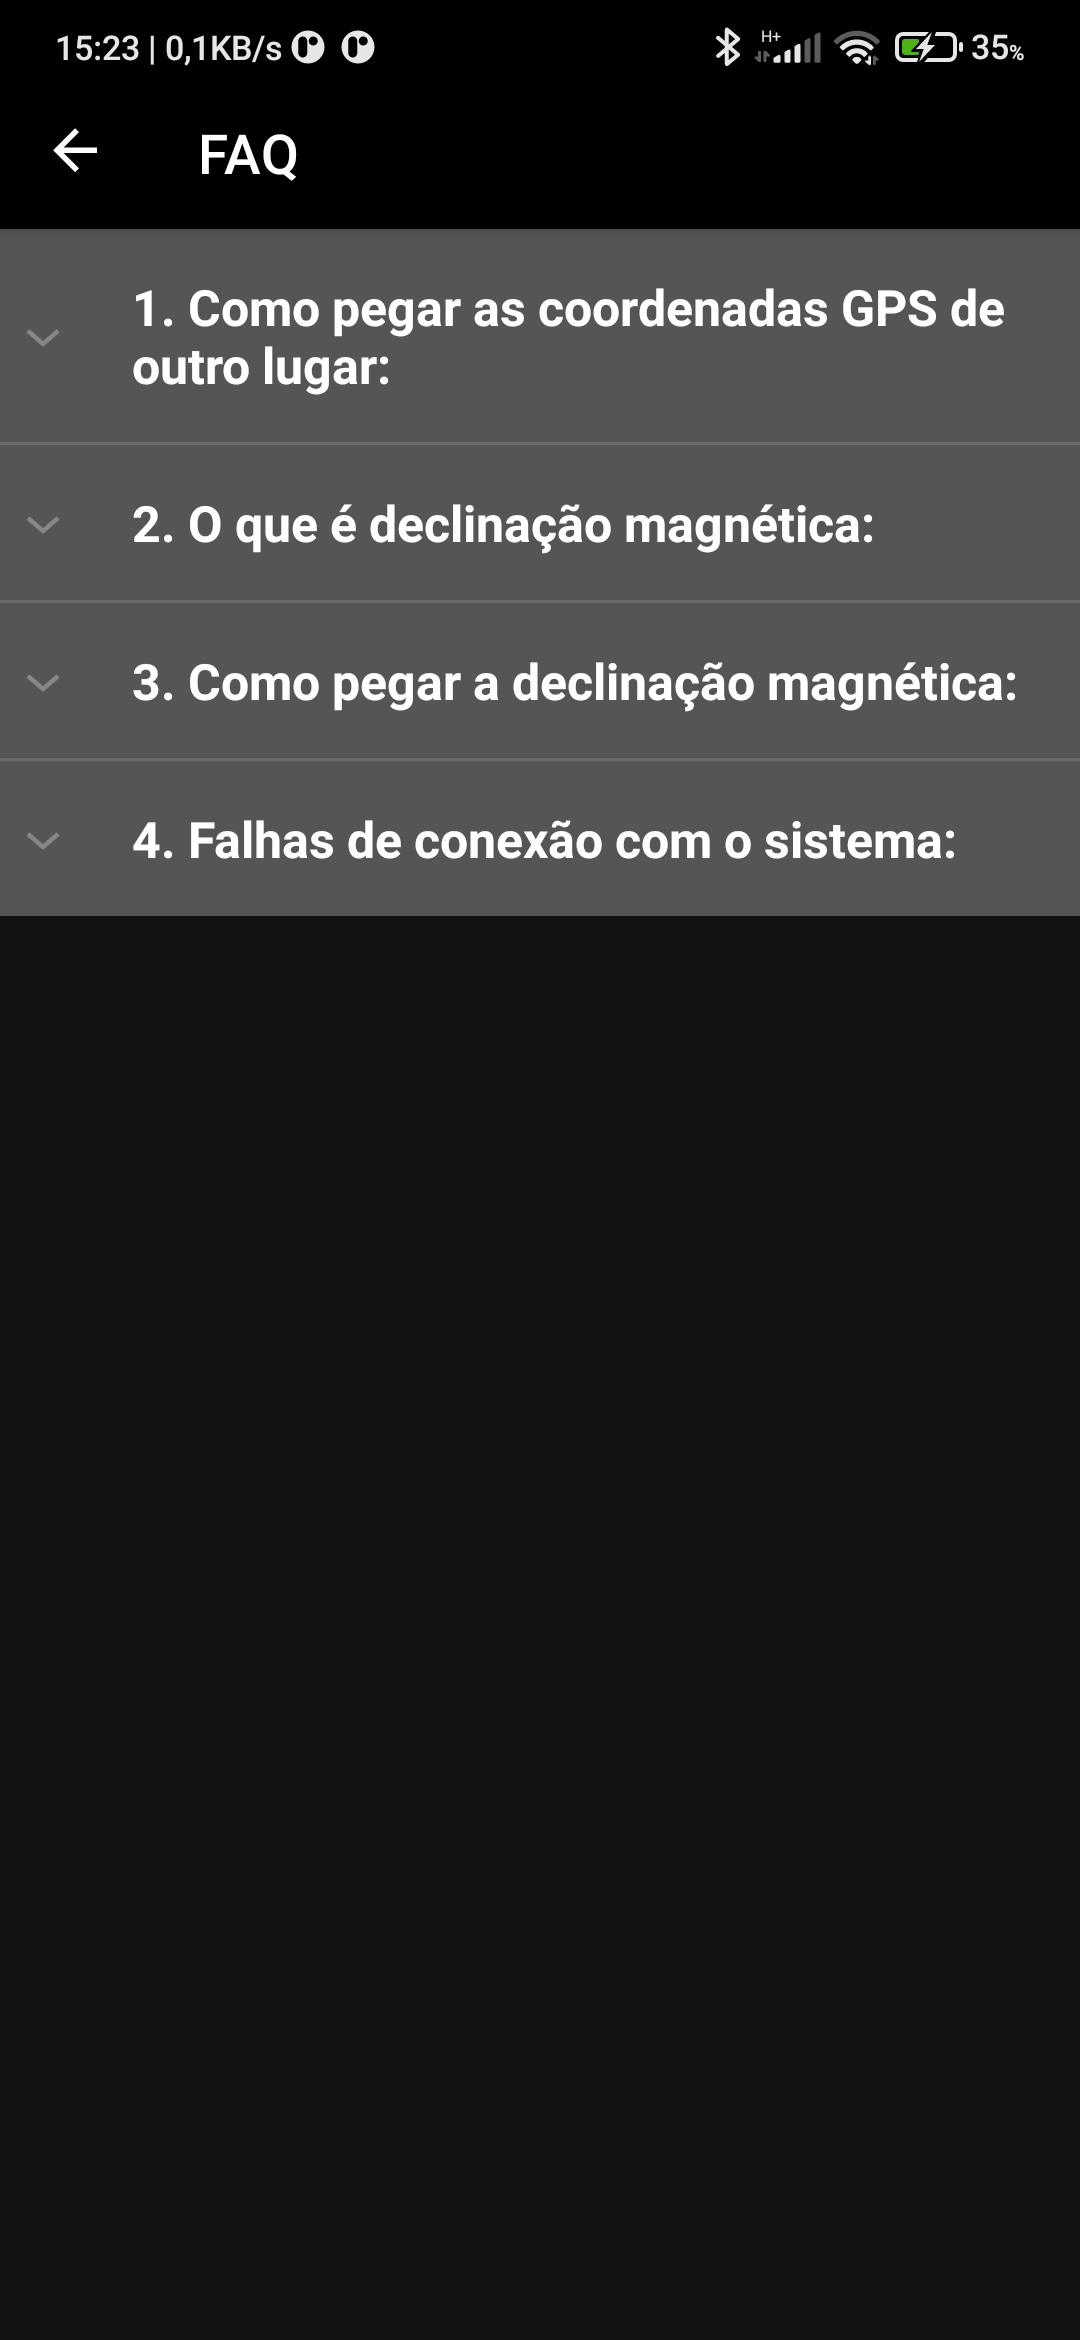 15:23 | 0,1KB/s H+ 35%
FAQ
1. Como pegar as coordenadas GPS de
outro lugar:
2. O que é declinação magnética:
3. Como pegar a declinação magnética:
4. Falhas de conexão com o sistema: